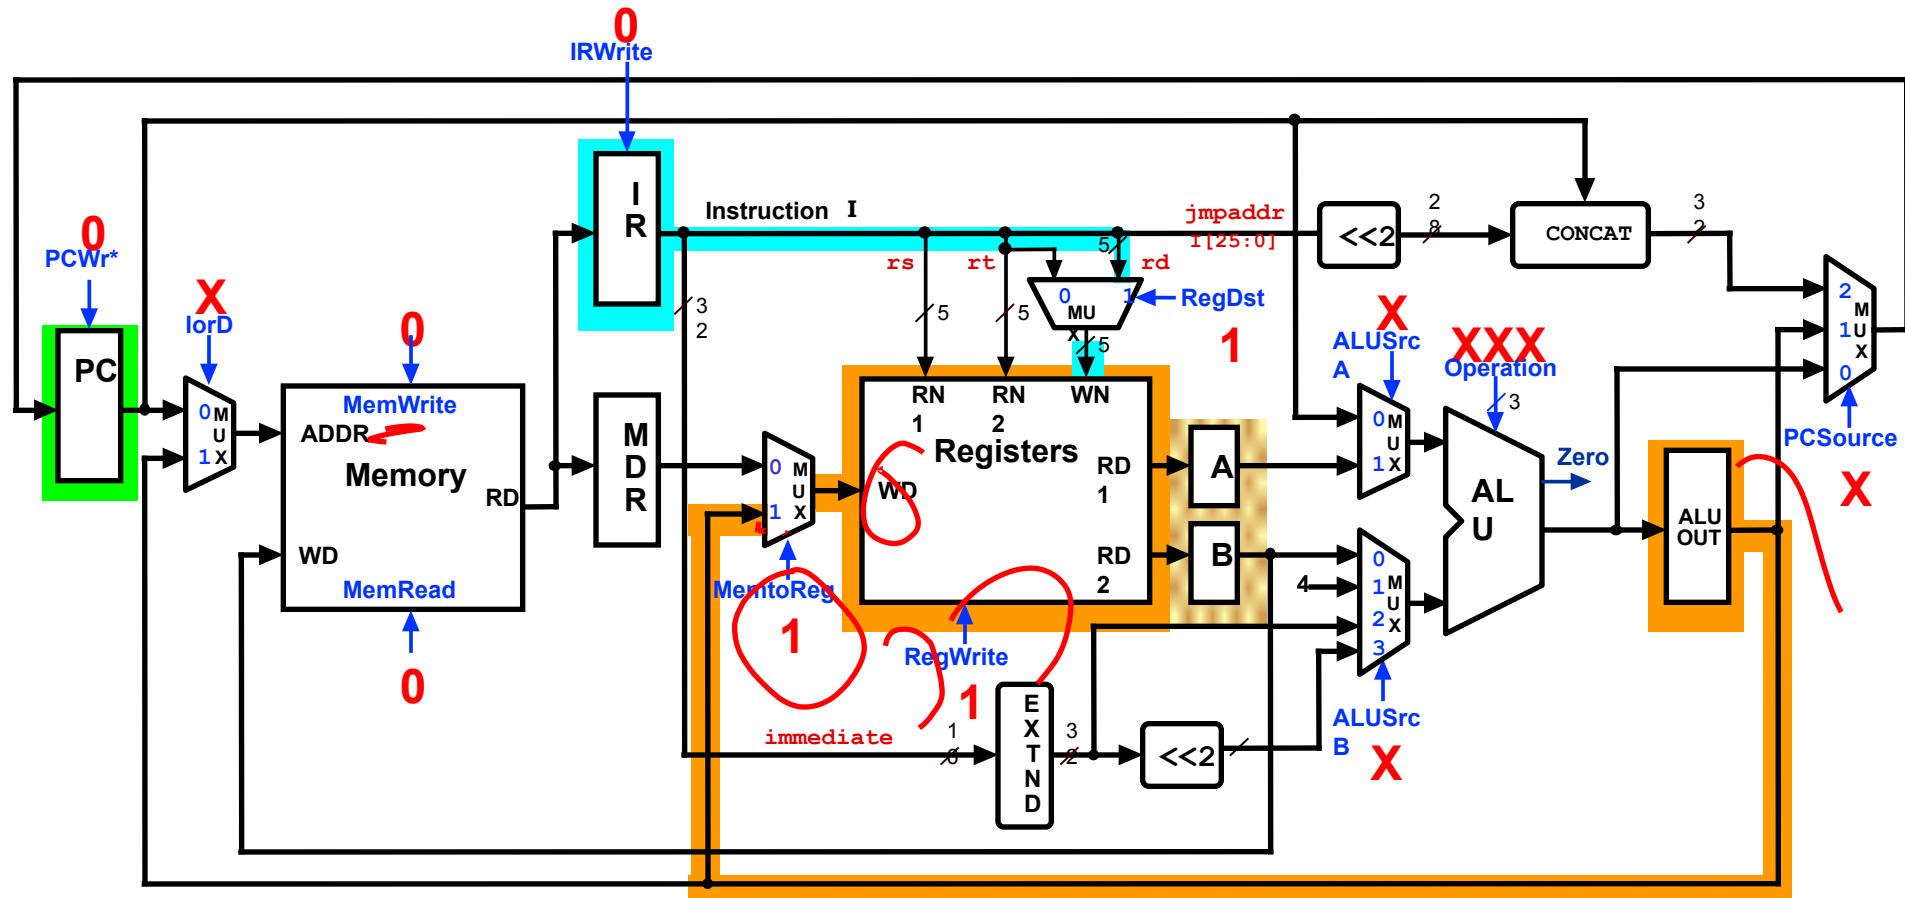 0
IRWrite
I
R
Instruction I
jmpaddr
I[25:0]
<<2
2
8
CONCAT
3
2
0
PCWr*
X
IorD
0
5
rs
rt
rd
0
1
MU
X
RegDst
1
3
2
5
5
5
X
ALUSrc
A
XXX
Operation
3
2
1
0
M
U
X
PCSource
X
PC
0
1
M
U
X
MemWrite
ADDR
Memory
RD
WD
MemRead
0
M
D
R
0
1
M
U
X
MemtoReg
1
RN
1
RN
2
WN
Registers
WD
RD
1
RD
2
RegWrite
1
A
B
4
0
1
M
U
X
0
1
2
3
M
U
X
ALUSrc
B
X
AL
U
Zero
ALU
OUT
immediate
1
6
E
X
T
N
D
3
2
<<2